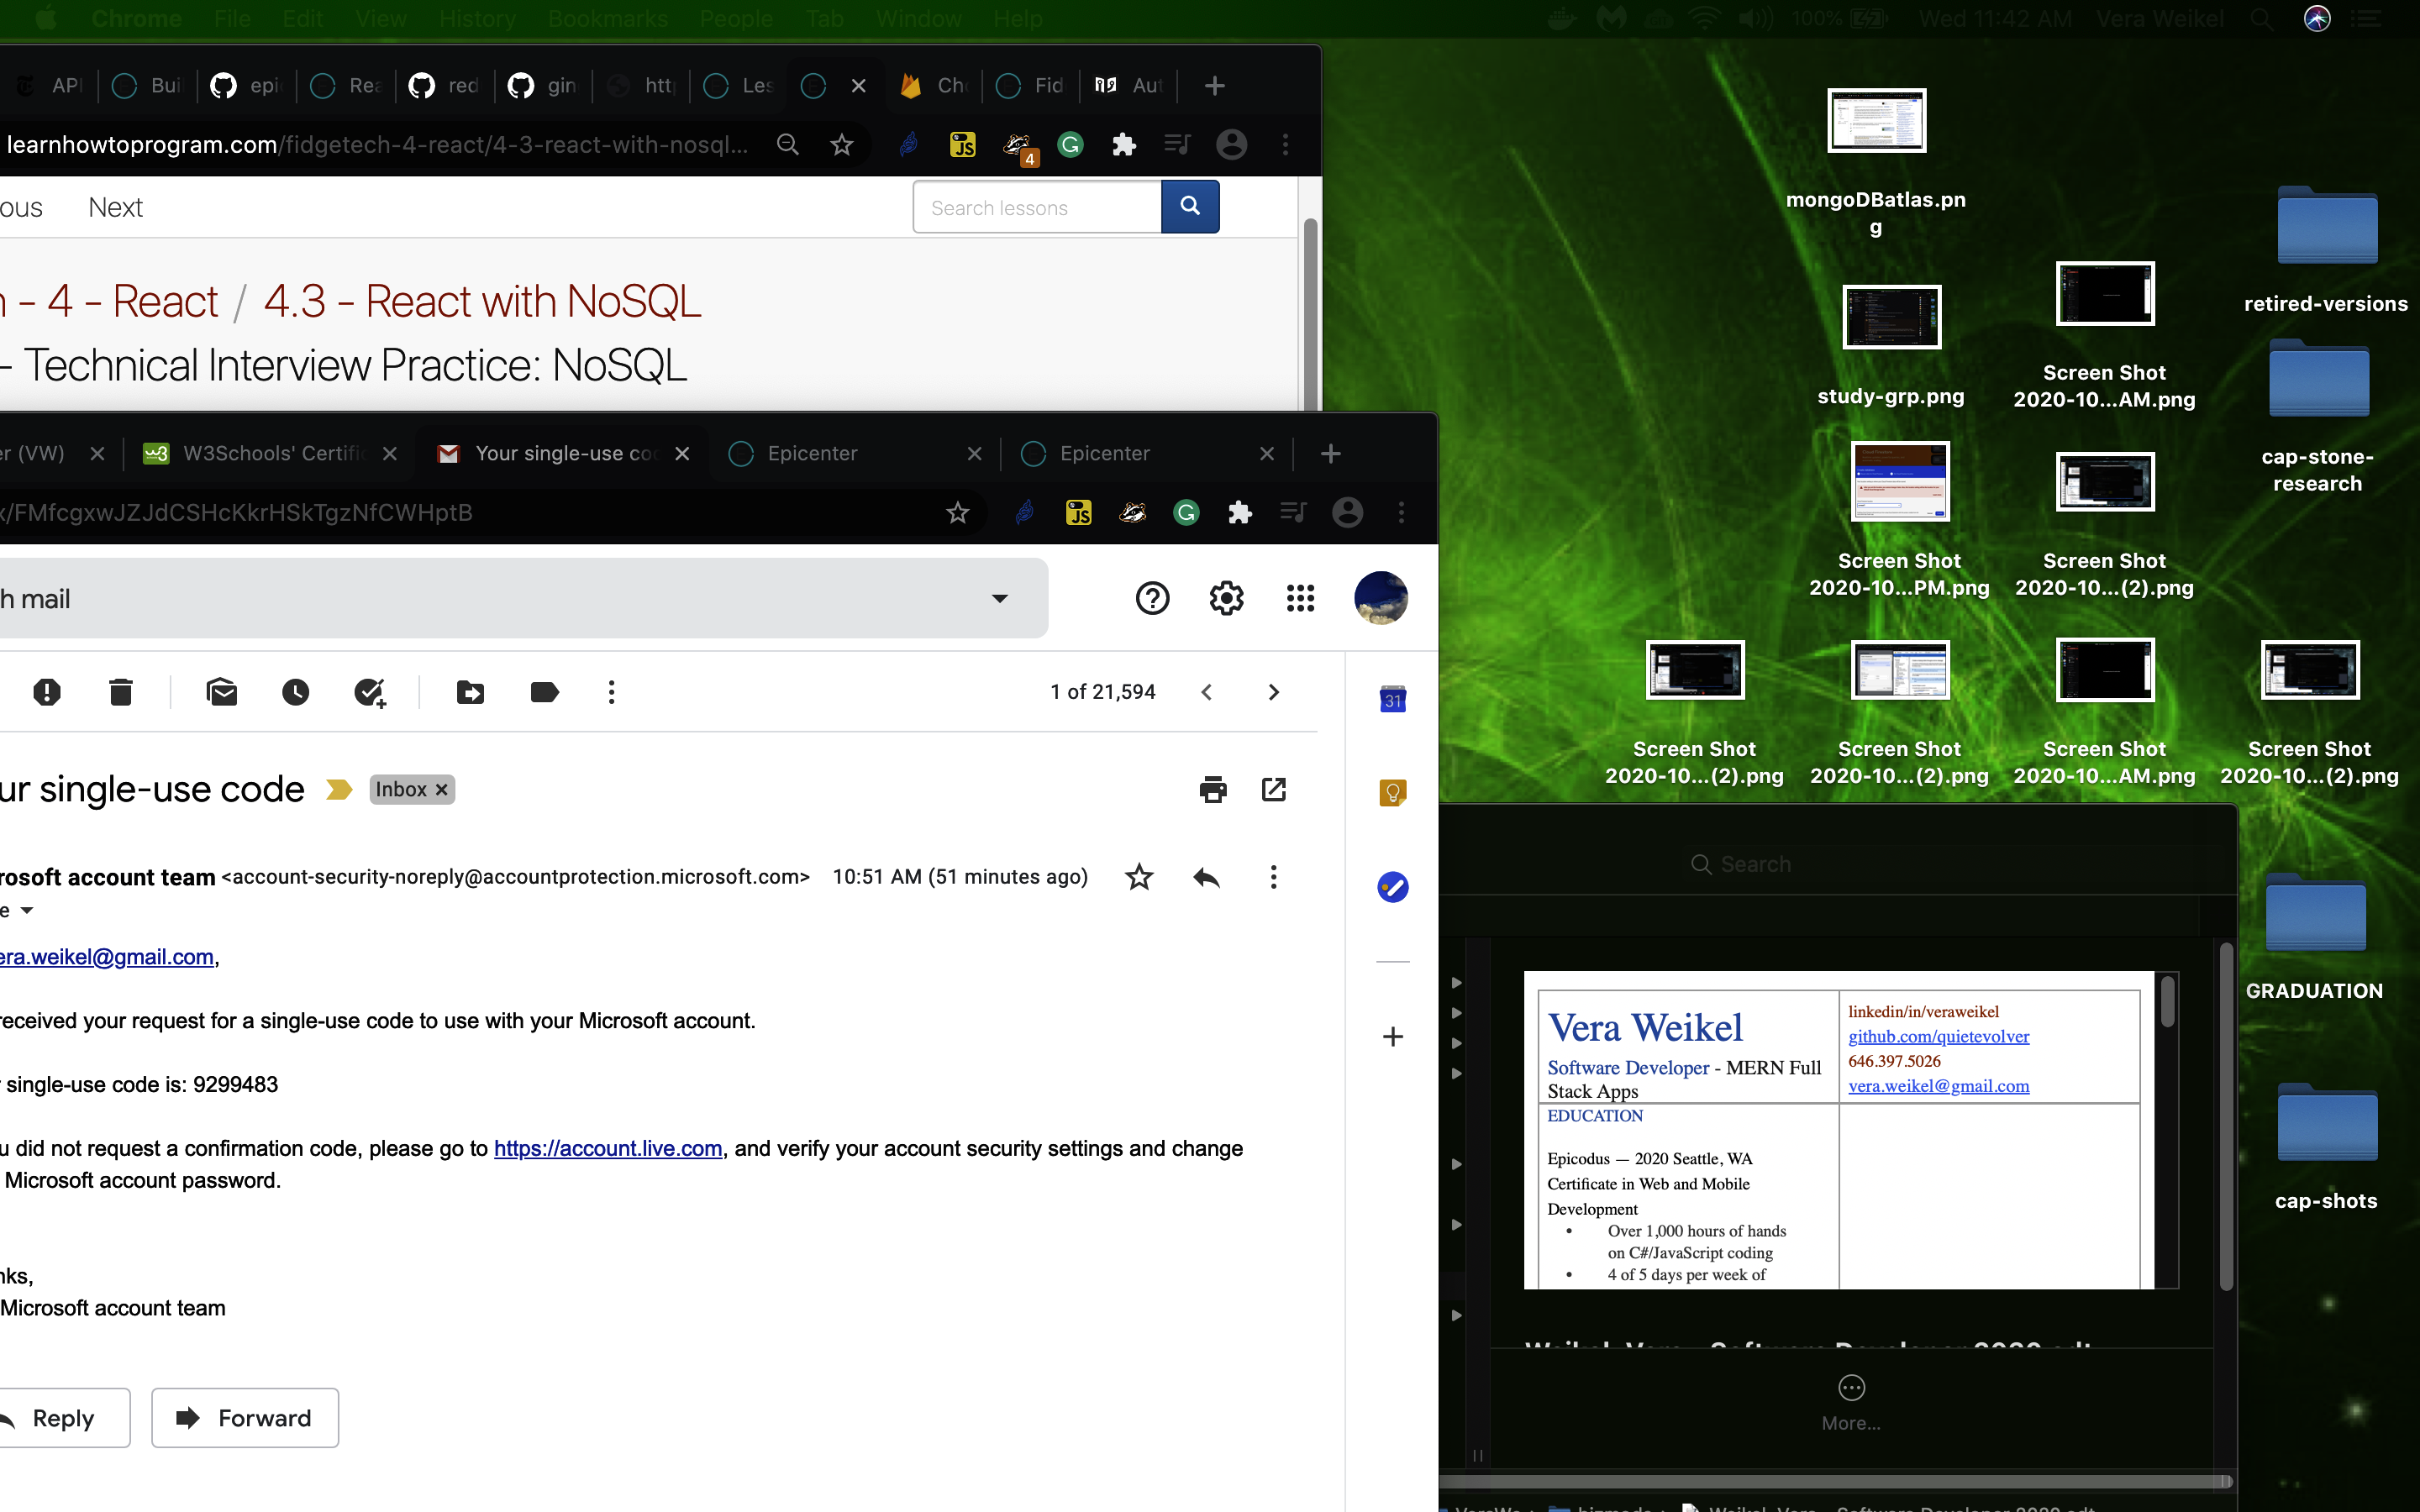 Chrome File Edit View History Bookmarks People Tab Window Help
100% Wed 11:42 AM Vera Weikel
API Bui epi Rea red gin http Les Ch Fid Aut
learnhowtoprogram.com/fidgetech-4-react/4-3-react-with-nosql...
4
ous Next
Search lessons
- 4 - React / 4.3 - React with NoSQL
- Technical Interview Practice: NoSQL
r (VW) W3Schools' Certific Your single-use co Epicenter Epicenter
x/FMfcgxwJZJdCSHcKkrHSkTgzNfCWHptB
h mail
1 of 21,594
31
ur single-use code Inbox
rosoft account team <account-security-noreply@accountprotection.microsoft.com> 10:51 AM (51 minutes ago)
e
era.weikel@gmail.com,
received your request for a single-use code to use with your Microsoft account.
r single-use code is: 9299483
u did not request a confirmation code, please go to https://account.live.com, and verify your account security settings and change
Microsoft account password.
nks,
Microsoft account team
Reply Forward
mongoDBatlas.pn
g
retired-versions
study-grp.png
Screen Shot
2020-10...AM.png
cap-stone-
research
Screen Shot
2020-10...PM.png
Screen Shot
2020-10...(2).png
Screen Shot
2020-10...(2).png
Screen Shot
2020-10...(2).png
Screen Shot
2020-10...AM.png
Screen Shot
2020-10...(2).png
GRADUATION
cap-shots
Search
Vera Weikel
Software Developer - MERN Full
Stack Apps
linkedin/in/veraweikel
github.com/quietevolver
646.397.5026
vera.weikel@gmail.com
EDUCATION
Epicodus — 2020 Seattle, WA
Certificate in Web and Mobile
Development
• Over 1,000 hours of hands
on C#/JavaScript coding
• 4 of 5 days per week of
More...